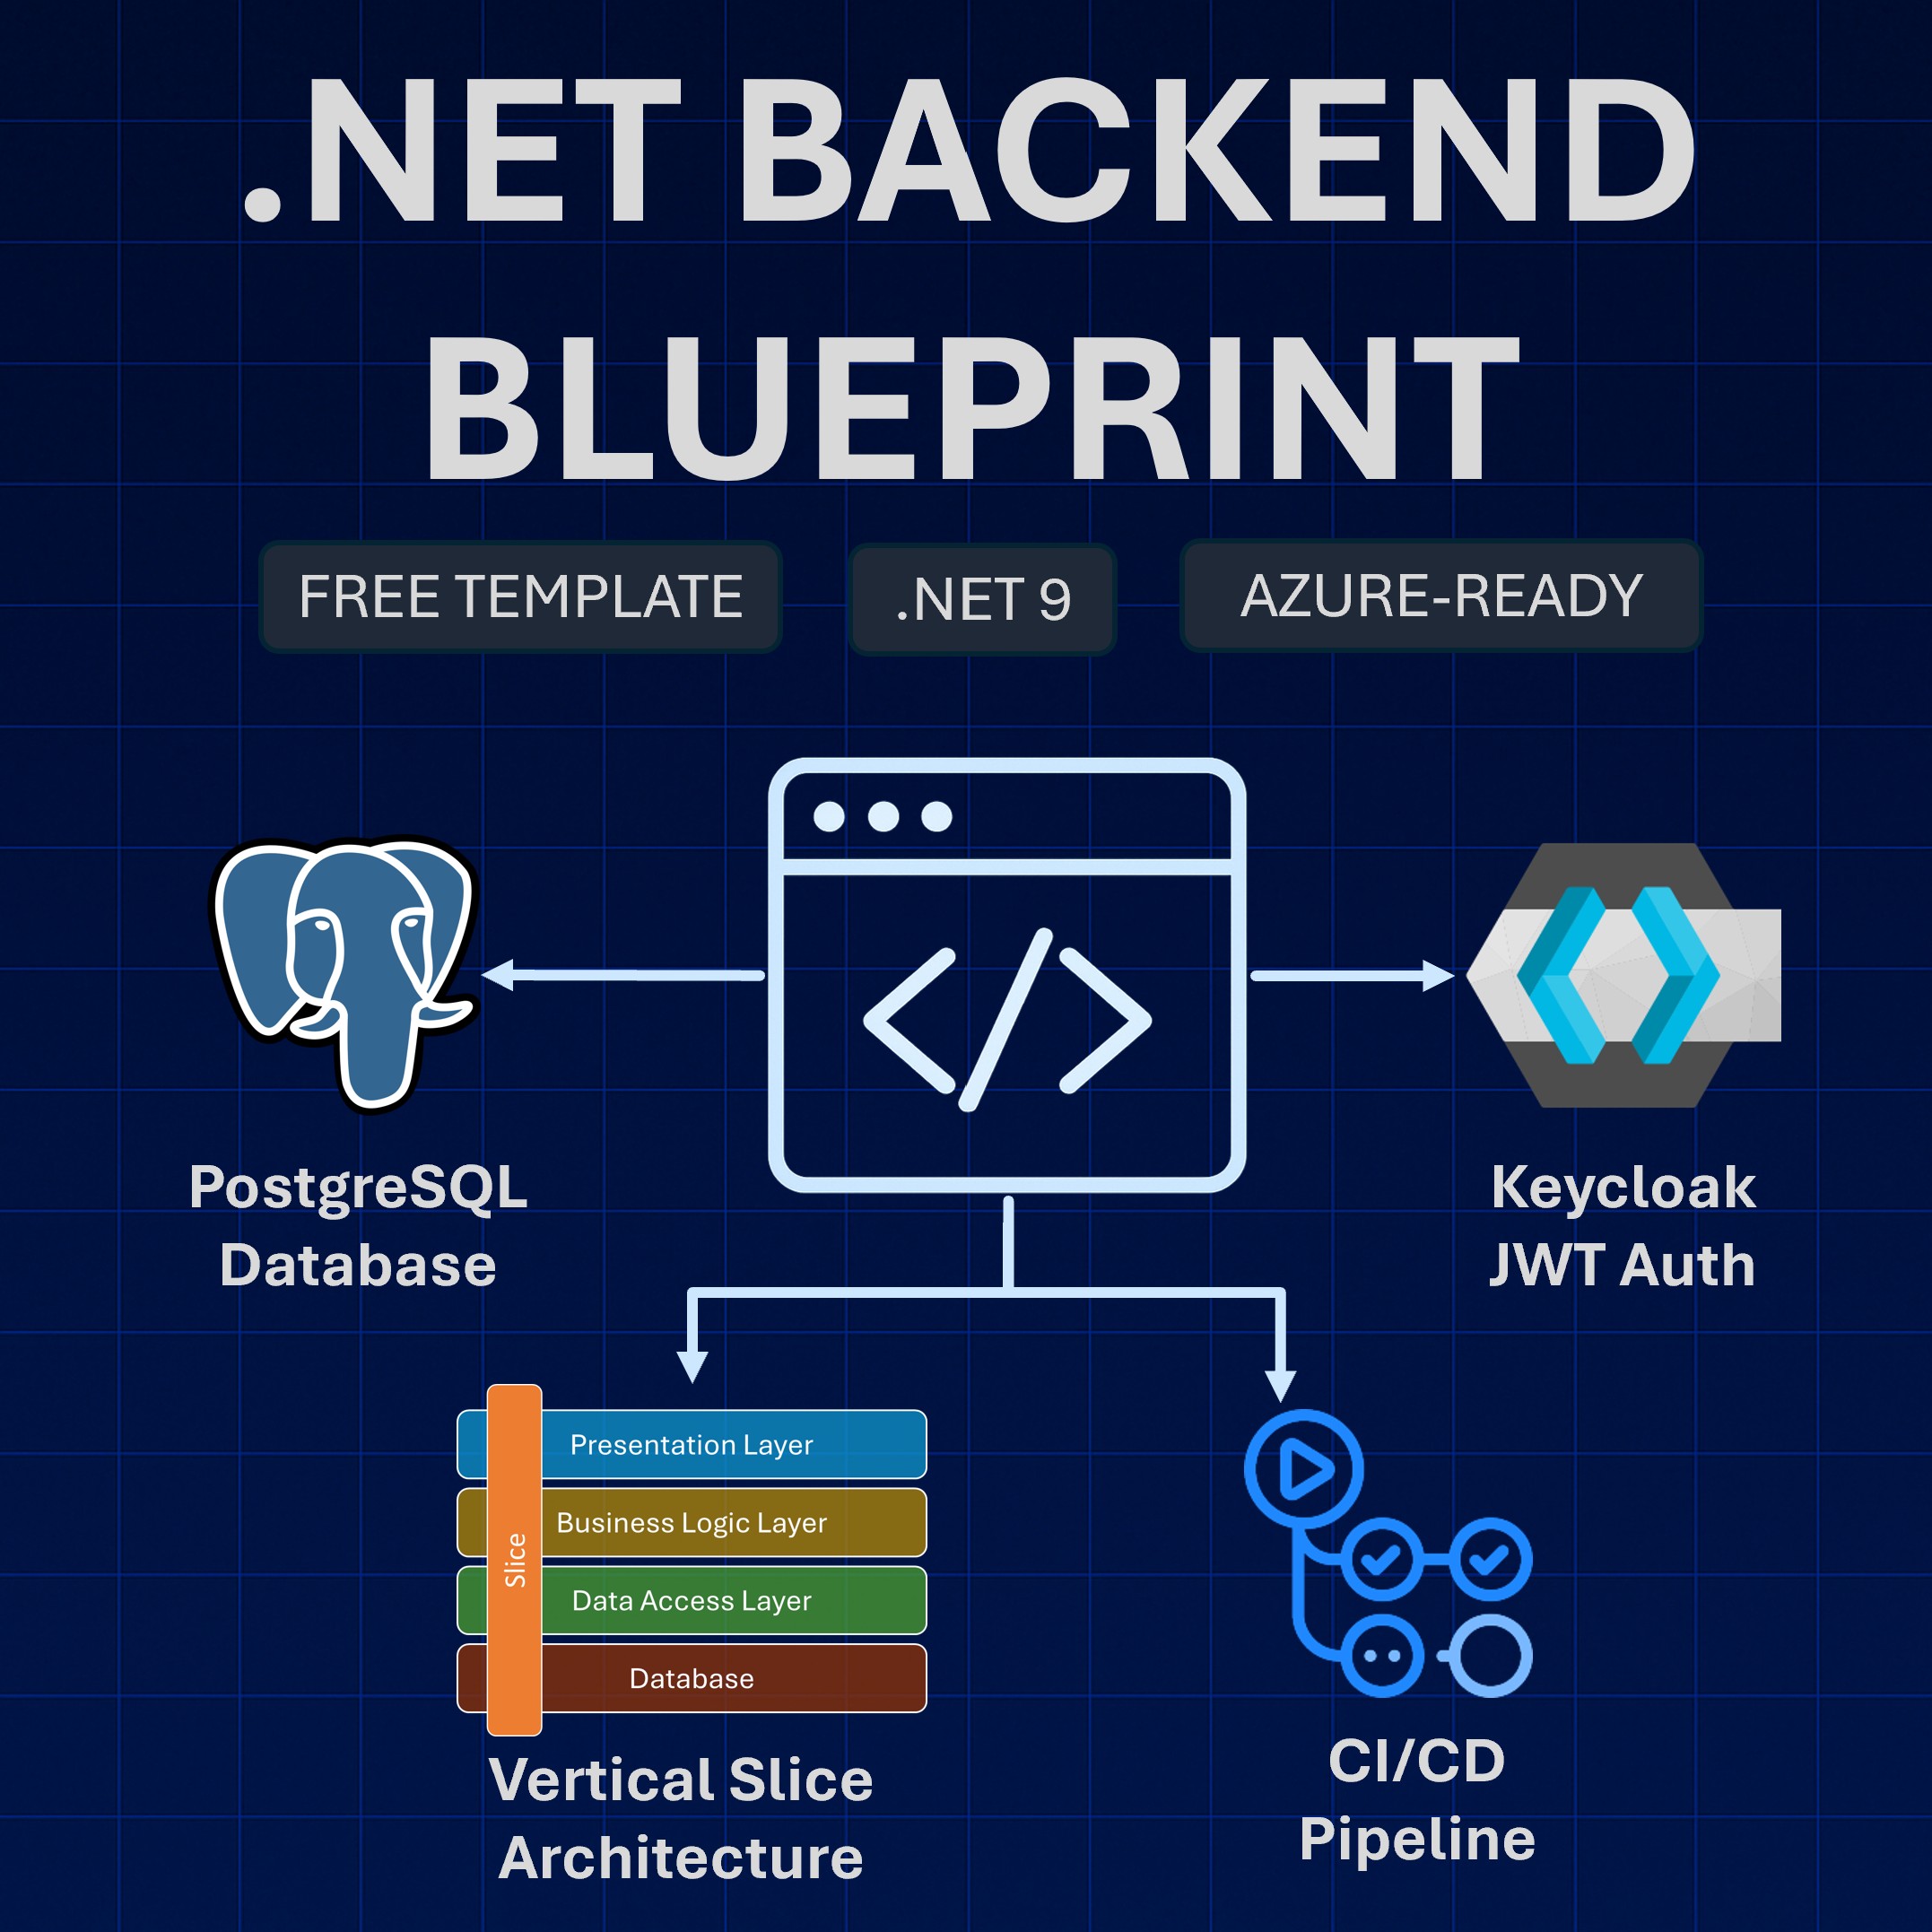 .NET BACKEND
BLUEPRINT
FREE TEMPLATE
.NET 9
AZURE-READY
PostgreSQL
Database
Keycloak
JWT Auth
Slice
Presentation Layer
Business Logic Layer
Data Access Layer
Database
Vertical Slice
Architecture
CI/CD
Pipeline